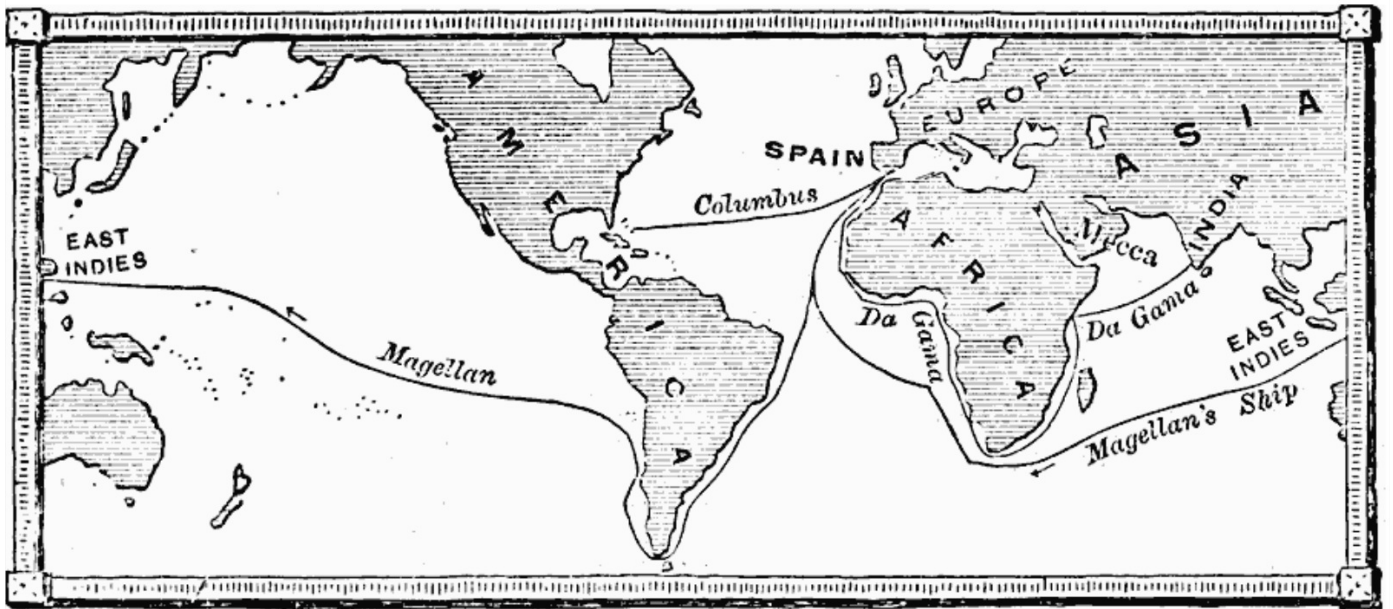 AMERICA
EUROPE
ASIA
SPAIN
Columbus
AFRICA
Mecca
INDIA
EAST
INDIES
Da Gama
Da Gama
EAST
INDIES
Magellan
Magellan's Ship